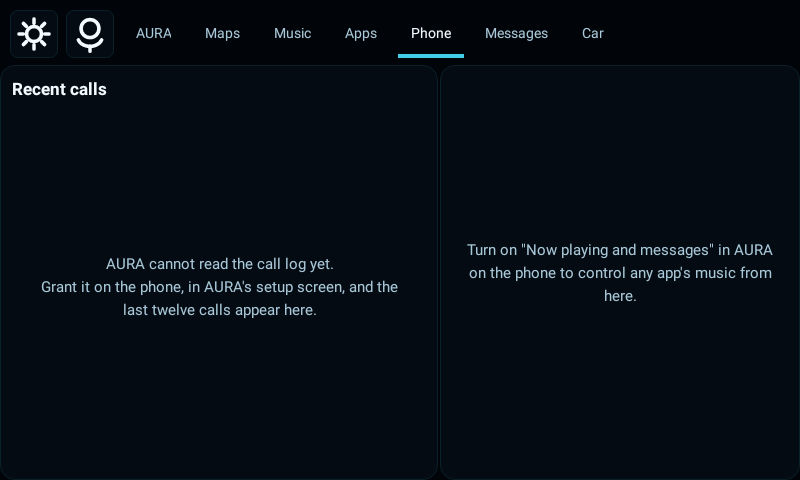 AURA Maps Music Apps Phone Messages Car
Recent calls
AURA cannot read the call log yet.
Grant it on the phone, in AURA's setup screen, and the
last twelve calls appear here.
Turn on "Now playing and messages" in AURA
on the phone to control any app's music from
here.